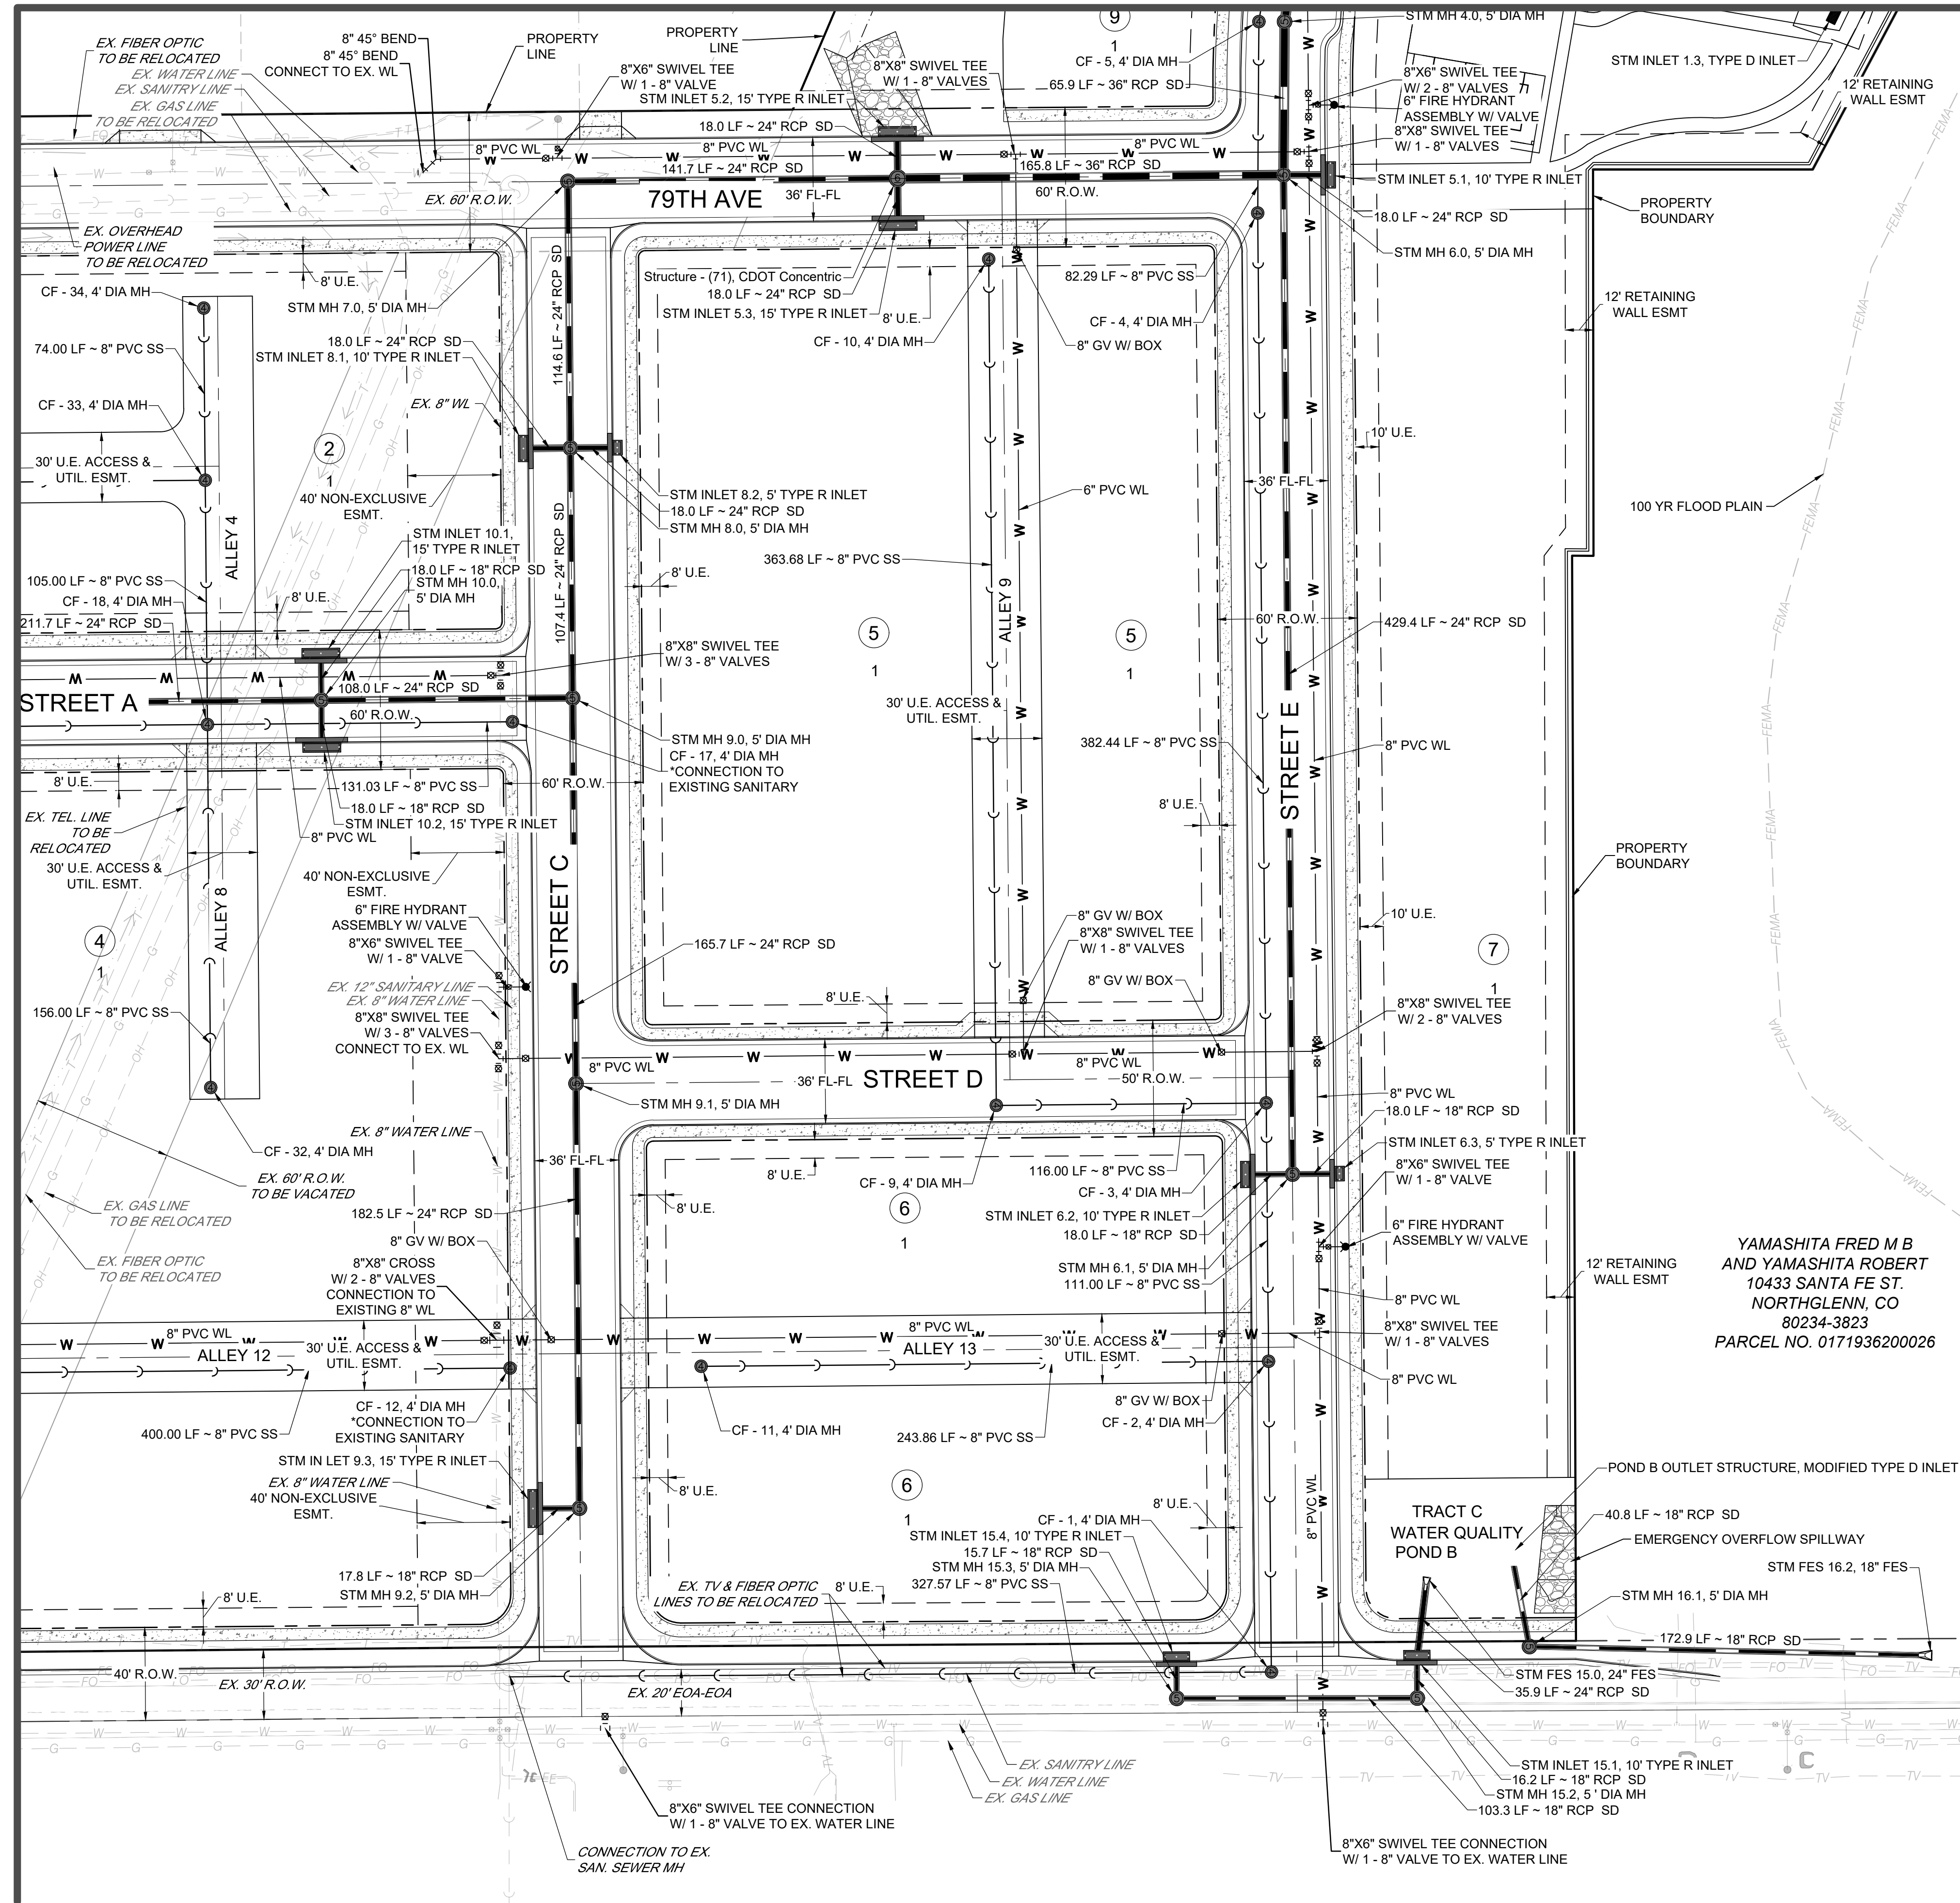 EX. FIBER OPTIC
TO BE RELOCATED
EX. WATER LINE
EX. SANITRY LINE
EX. GAS LINE
TO BE RELOCATED
8" 45° BEND
8" 45° BEND
CONNECT TO EX. WL
PROPERTY
LINE
PROPERTY
LINE
8"X6" SWIVEL TEE
W/ 1 - 8" VALVE
STM INLET 5.2, 15' TYPE R INLET
18.0 LF ~ 24" RCP SD
8"X8" SWIVEL TEE
W/ 1 - 8" VALVES
9
1
CF - 5, 4' DIA MH
65.9 LF ~ 36" RCP SD
STM MH 4.0, 5' DIA MH
8"X6" SWIVEL TEE
W/ 2 - 8" VALVES
6" FIRE HYDRANT
ASSEMBLY W/ VALVE
8"X8" SWIVEL TEE
W/ 1 - 8" VALVES
STM INLET 1.3, TYPE D INLET
12' RETAINING
WALL ESMT
8" PVC WL
8" PVC WL
8" PVC WL
141.7 LF ~ 24" RCP SD
165.8 LF ~ 36" RCP SD
EX. 60' R.O.W.
79TH AVE
36' FL-FL
60' R.O.W.
STM INLET 5.1, 10' TYPE R INLET
18.0 LF ~ 24" RCP SD
STM MH 6.0, 5' DIA MH
PROPERTY
BOUNDARY
EX. OVERHEAD
POWER LINE
TO BE RELOCATED
8' U.E.
CF - 34, 4' DIA MH
STM MH 7.0, 5' DIA MH
114.6 LF ~ 24" RCP SD
Structure - (71), CDOT Concentric
18.0 LF ~ 24" RCP SD
STM INLET 5.3, 15' TYPE R INLET
8' U.E.
CF - 10, 4' DIA MH
82.29 LF ~ 8" PVC SS
CF - 4, 4' DIA MH
8" GV W/ BOX
12' RETAINING
WALL ESMT
74.00 LF ~ 8" PVC SS
18.0 LF ~ 24" RCP SD
STM INLET 8.1, 10' TYPE R INLET
CF - 33, 4' DIA MH
EX. 8" WL
2
1
30' U.E. ACCESS &
UTIL. ESMT.
40' NON-EXCLUSIVE
ESMT.
10' U.E.
36' FL-FL
STM INLET 8.2, 5' TYPE R INLET
18.0 LF ~ 24" RCP SD
STM MH 8.0, 5' DIA MH
6" PVC WL
100 YR FLOOD PLAIN
ALLEY 4
STM INLET 10.1,
15' TYPE R INLET
18.0 LF ~ 18" RCP SD
STM MH 10.0,
5' DIA MH
107.4 LF ~ 24" RCP SD
363.68 LF ~ 8" PVC SS
8' U.E.
105.00 LF ~ 8" PVC SS
CF - 18, 4' DIA MH
8' U.E.
211.7 LF ~ 24" RCP SD
ALLEY 9
60' R.O.W.
429.4 LF ~ 24" RCP SD
5
1
5
1
8"X8" SWIVEL TEE
W/ 3 - 8" VALVES
108.0 LF ~ 24" RCP SD
STREET A
60' R.O.W.
30' U.E. ACCESS &
UTIL. ESMT.
STREET E
STM MH 9.0, 5' DIA MH
CF - 17, 4' DIA MH
*CONNECTION TO
EXISTING SANITARY
382.44 LF ~ 8" PVC SS
8" PVC WL
8' U.E.
131.03 LF ~ 8" PVC SS
60' R.O.W.
18.0 LF ~ 18" RCP SD
STM INLET 10.2, 15' TYPE R INLET
8" PVC WL
8' U.E.
EX. TEL. LINE
TO BE
RELOCATED
30' U.E. ACCESS &
UTIL. ESMT.
PROPERTY
BOUNDARY
40' NON-EXCLUSIVE
ESMT.
STREET C
ALLEY 8
6" FIRE HYDRANT
ASSEMBLY W/ VALVE
8"X6" SWIVEL TEE
W/ 1 - 8" VALVE
165.7 LF ~ 24" RCP SD
8" GV W/ BOX
8"X8" SWIVEL TEE
W/ 1 - 8" VALVES
8" GV W/ BOX
10' U.E.
4
1
7
1
EX. 12" SANITARY LINE
EX. 8" WATER LINE
8"X8" SWIVEL TEE
W/ 3 - 8" VALVES
CONNECT TO EX. WL
156.00 LF ~ 8" PVC SS
8' U.E.
8"X8" SWIVEL TEE
W/ 2 - 8" VALVES
8" PVC WL
8" PVC WL
36' FL-FL
STREET D
50' R.O.W.
STM MH 9.1, 5' DIA MH
8" PVC WL
18.0 LF ~ 18" RCP SD
STM INLET 6.3, 5' TYPE R INLET
8"X6" SWIVEL TEE
W/ 1 - 8" VALVE
EX. 8" WATER LINE
CF - 32, 4' DIA MH
36' FL-FL
8' U.E.
116.00 LF ~ 8" PVC SS
CF - 9, 4' DIA MH
CF - 3, 4' DIA MH
EX. 60' R.O.W.
TO BE VACATED
EX. GAS LINE
TO BE RELOCATED
182.5 LF ~ 24" RCP SD
8' U.E.
6
1
STM INLET 6.2, 10' TYPE R INLET
18.0 LF ~ 18" RCP SD
6" FIRE HYDRANT
ASSEMBLY W/ VALVE
8" GV W/ BOX
EX. FIBER OPTIC
TO BE RELOCATED
8"X8" CROSS
W/ 2 - 8" VALVES
CONNECTION TO
EXISTING 8" WL
STM MH 6.1, 5' DIA MH
111.00 LF ~ 8" PVC SS
12' RETAINING
WALL ESMT
YAMASHITA FRED M B
AND YAMASHITA ROBERT
10433 SANTA FE ST.
NORTHGLENN, CO
80234-3823
PARCEL NO. 0171936200026
8" PVC WL
8"X8" SWIVEL TEE
W/ 1 - 8" VALVES
8" PVC WL
ALLEY 12
30' U.E. ACCESS &
UTIL. ESMT.
8" PVC WL
ALLEY 13
30' U.E. ACCESS &
UTIL. ESMT.
8" PVC WL
CF - 12, 4' DIA MH
*CONNECTION TO
EXISTING SANITARY
400.00 LF ~ 8" PVC SS
CF - 11, 4' DIA MH
8" GV W/ BOX
CF - 2, 4' DIA MH
243.86 LF ~ 8" PVC SS
STM IN LET 9.3, 15' TYPE R INLET
EX. 8" WATER LINE
40' NON-EXCLUSIVE
ESMT.
8' U.E.
6
1
8' U.E.
8" PVC WL
POND B OUTLET STRUCTURE, MODIFIED TYPE D INLET
TRACT C
WATER QUALITY
POND B
40.8 LF ~ 18" RCP SD
EMERGENCY OVERFLOW SPILLWAY
CF - 1, 4' DIA MH
STM INLET 15.4, 10' TYPE R INLET
15.7 LF ~ 18" RCP SD
STM MH 15.3, 5' DIA MH
327.57 LF ~ 8" PVC SS
STM FES 16.2, 18" FES
17.8 LF ~ 18" RCP SD
STM MH 9.2, 5' DIA MH
8' U.E.
EX. TV & FIBER OPTIC
LINES TO BE RELOCATED
8' U.E.
STM MH 16.1, 5' DIA MH
172.9 LF ~ 18" RCP SD
40' R.O.W.
EX. 30' R.O.W.
EX. 20' EOA-EOA
STM FES 15.0, 24" FES
35.9 LF ~ 24" RCP SD
EX. SANITRY LINE
EX. WATER LINE
EX. GAS LINE
STM INLET 15.1, 10' TYPE R INLET
16.2 LF ~ 18" RCP SD
STM MH 15.2, 5 ' DIA MH
103.3 LF ~ 18" RCP SD
8"X6" SWIVEL TEE CONNECTION
W/ 1 - 8" VALVE TO EX. WATER LINE
CONNECTION TO EX.
SAN. SEWER MH
8"X6" SWIVEL TEE CONNECTION
W/ 1 - 8" VALVE TO EX. WATER LINE